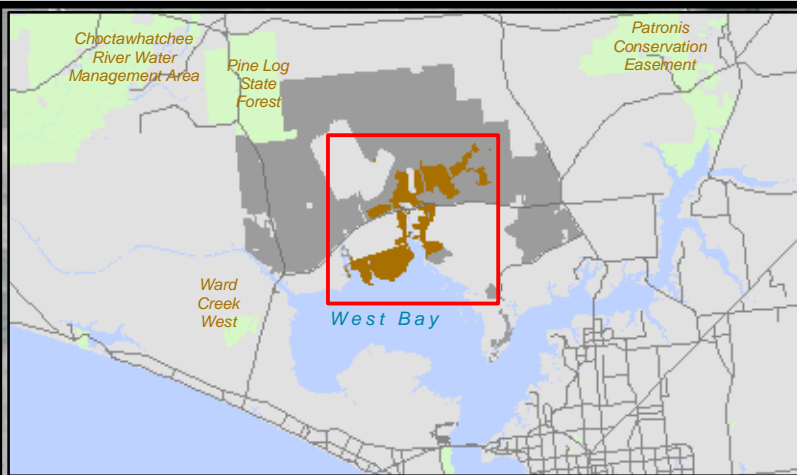 Choctawhatchee
River Water
Management Area
Pine Log
State
Forest
Patronis
Conservation
Easement
Ward
Creek
West
West Bay